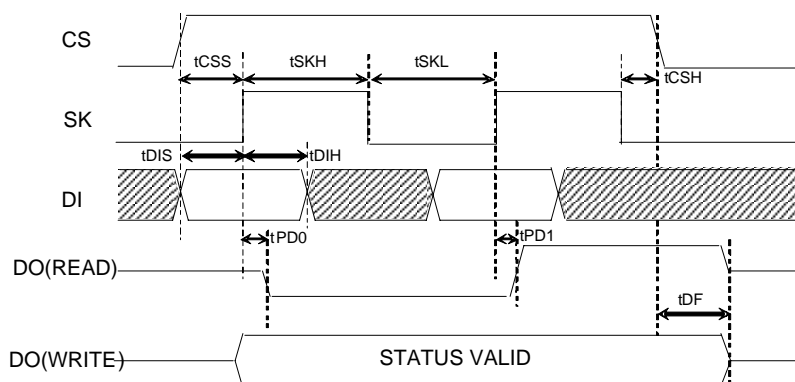 CS
tCSS tSKH tSKL tCSH
SK
tDIS tDIH
DI
tPD0 tPD1
DO(READ)
tDF
DO(WRITE) STATUS VALID